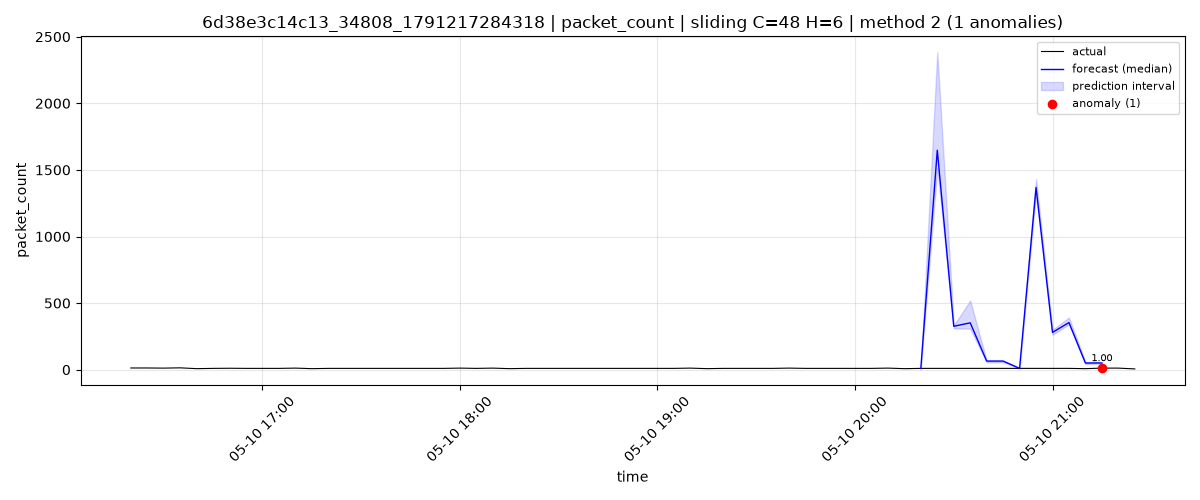 6d38e3c14c13_34808_1791217284318 | packet_count | sliding C=48 H=6 | method 2 (1 anomalies)
actual
forecast (median)
prediction interval
anomaly (1)
2500
2000
1500
1000
500
0
packet_count
1.00
05-10 17:00
05-10 18:00
05-10 19:00
05-10 20:00
05-10 21:00
time